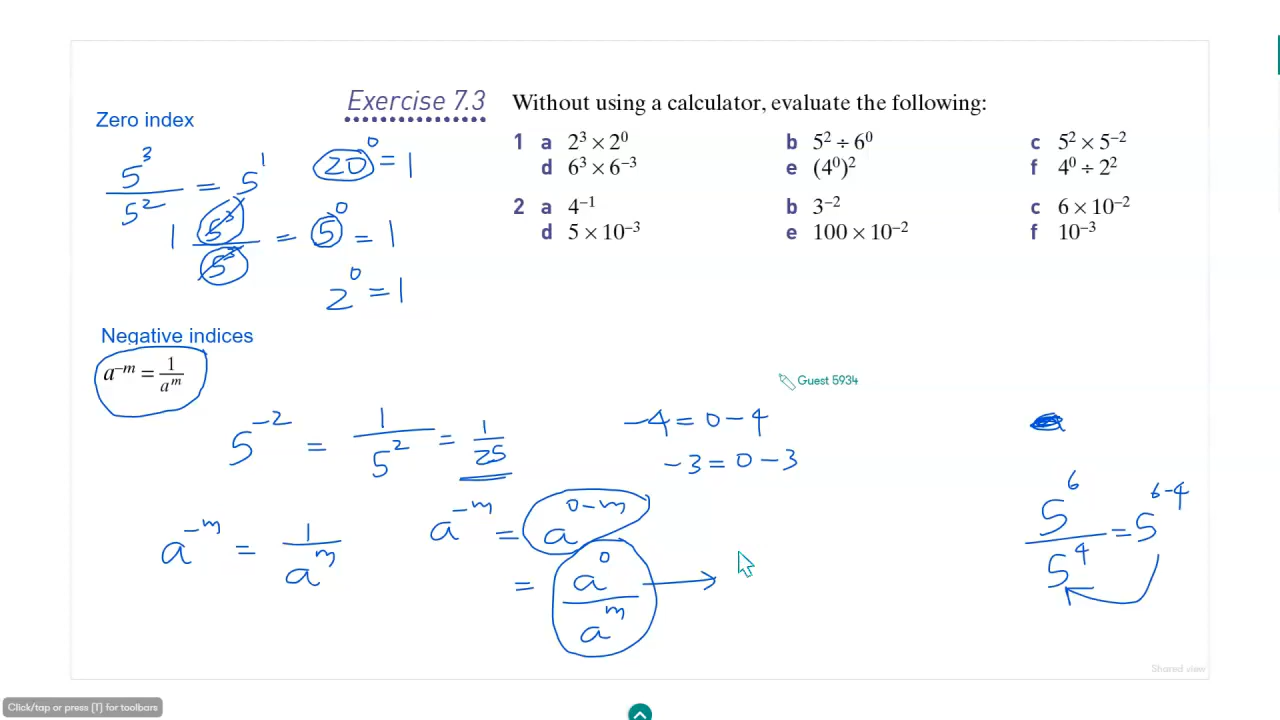 Exercise 7.3 Without using a calculator, evaluate the following:
1 a 2³ × 2⁰ b 5² ÷ 6⁰ c 5² × 5⁻²
d 6³ × 6⁻³ e (4⁰)² f 4⁰ ÷ 2²
2 a 4⁻¹ b 3⁻² c 6 × 10⁻²
d 5 × 10⁻³ e 100 × 10⁻² f 10⁻³
Zero index
5³/5² = 5¹
20⁰ = 1
1 5³/5³ = 5⁰ = 1
2⁰ = 1
Negative indices
a⁻ᵐ = 1/aᵐ
Guest 5934
5⁻² = 1/5² = 1/25
-4 = 0 - 4
-3 = 0 - 3
a⁻ᵐ = 1/aᵐ
a⁻ᵐ = a⁰⁻ᵐ
= a⁰/aᵐ →
5⁶/5⁴ = 5⁶⁻⁴
Shared view
Click/tap or press [T] for toolbars